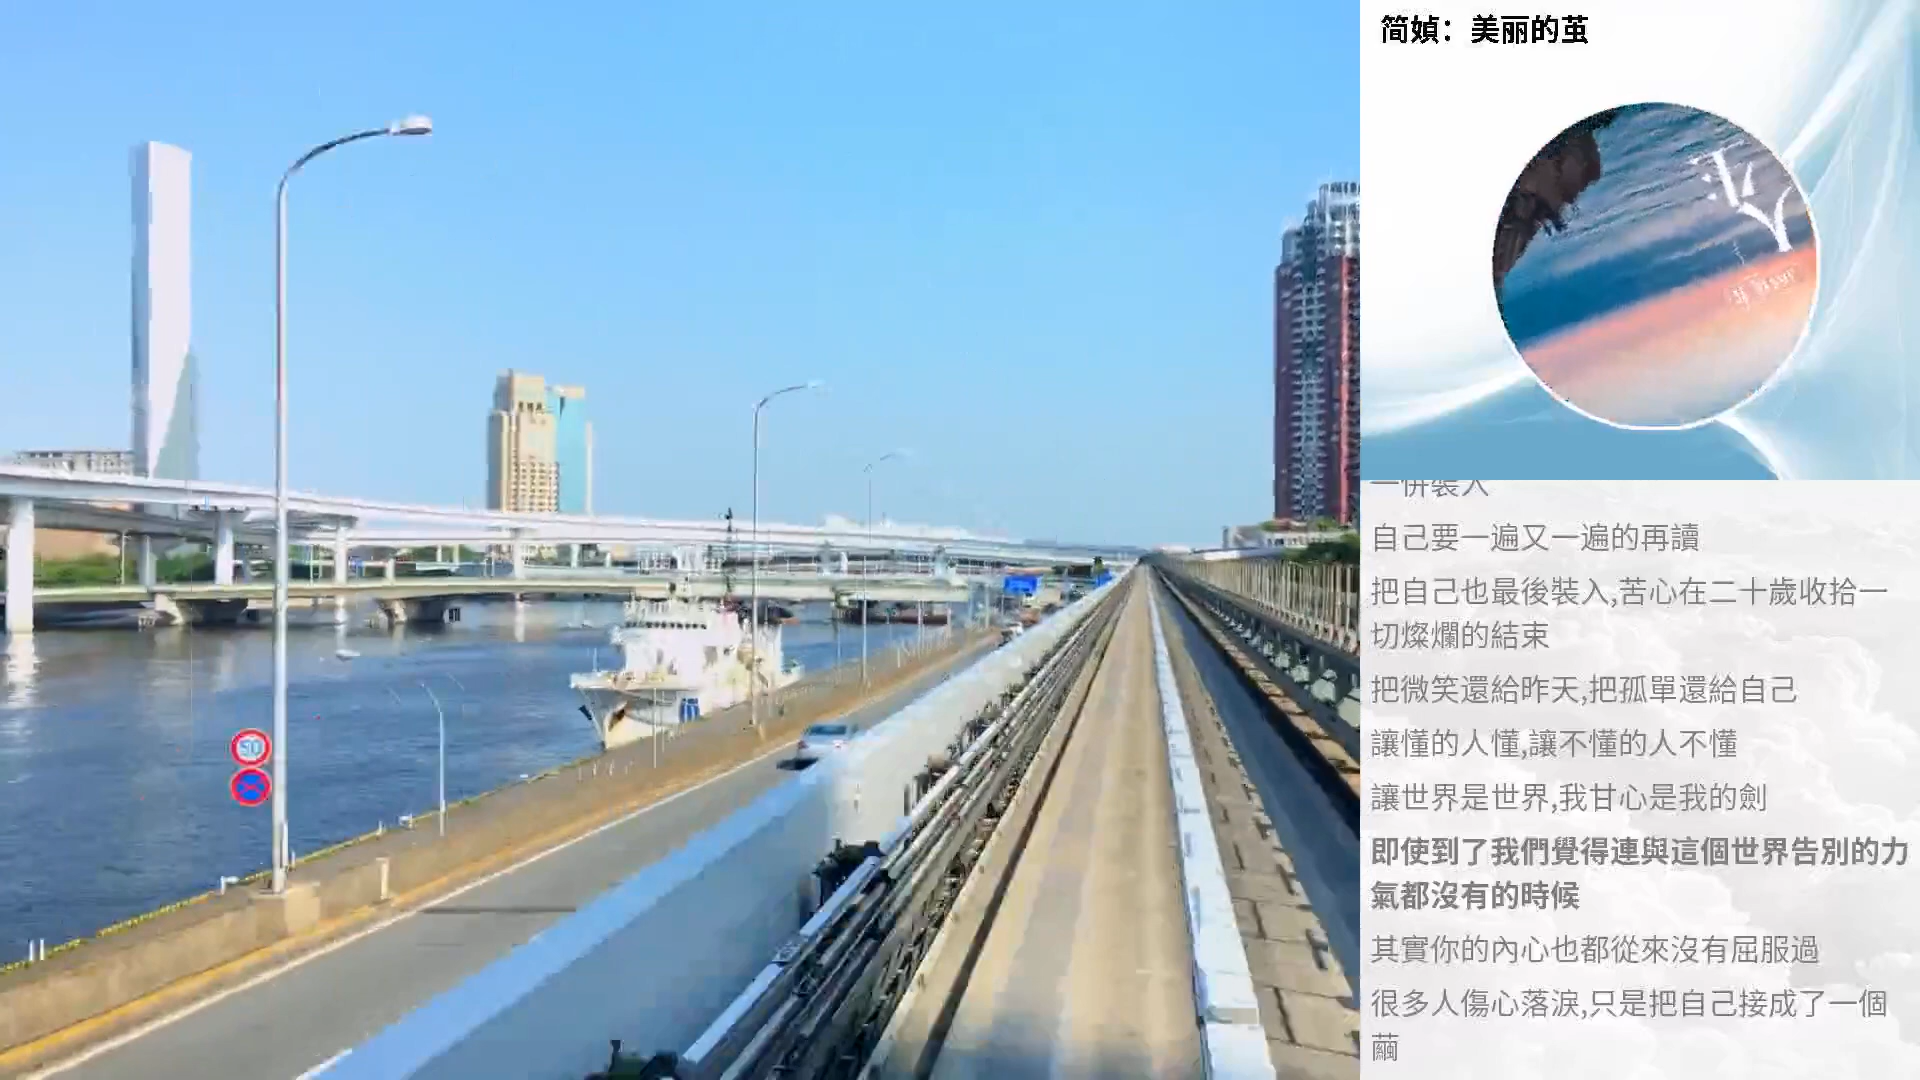 简媜：美丽的茧
一併裝入
自己要一遍又一遍的再讀
把自己也最後裝入,苦心在二十歲收拾一
切燦爛的結束
把微笑還給昨天,把孤單還給自己
讓懂的人懂,讓不懂的人不懂
讓世界是世界,我甘心是我的劍
即使到了我們覺得連與這個世界告別的力
氣都沒有的時候
其實你的內心也都從來沒有屈服過
很多人傷心落淚,只是把自己接成了一個
繭
50